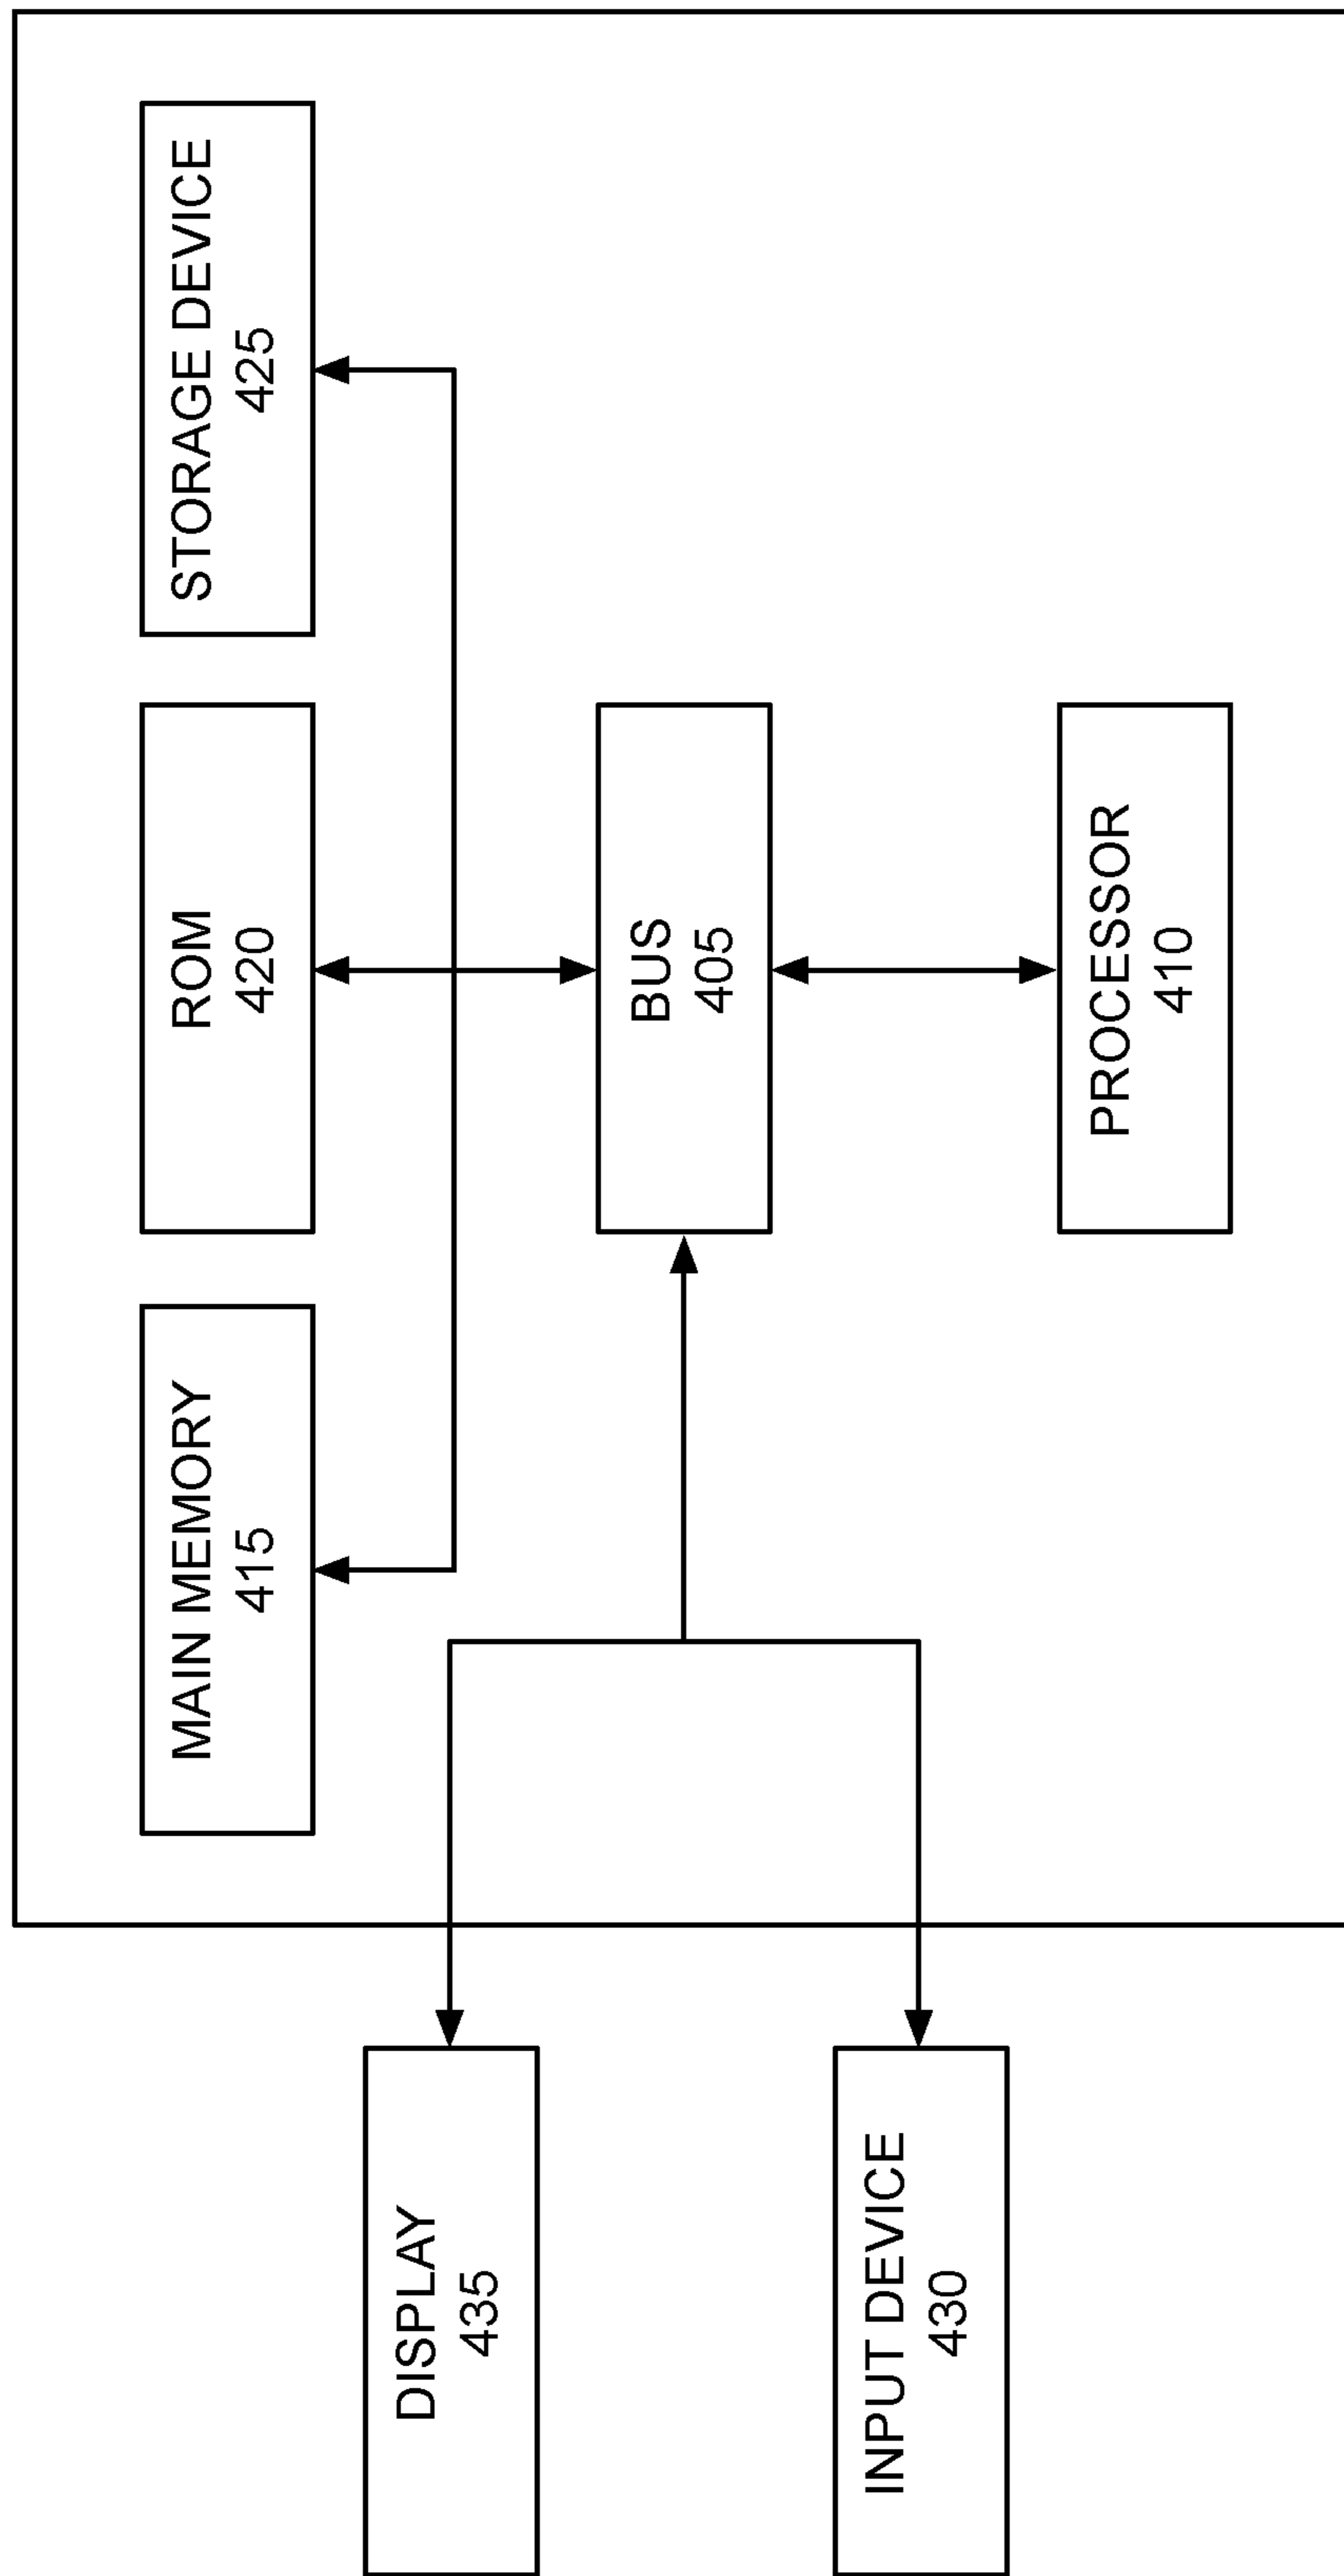 MAIN MEMORY
415
ROM
420
STORAGE DEVICE
425
DISPLAY
435
BUS
405
INPUT DEVICE
430
PROCESSOR
410